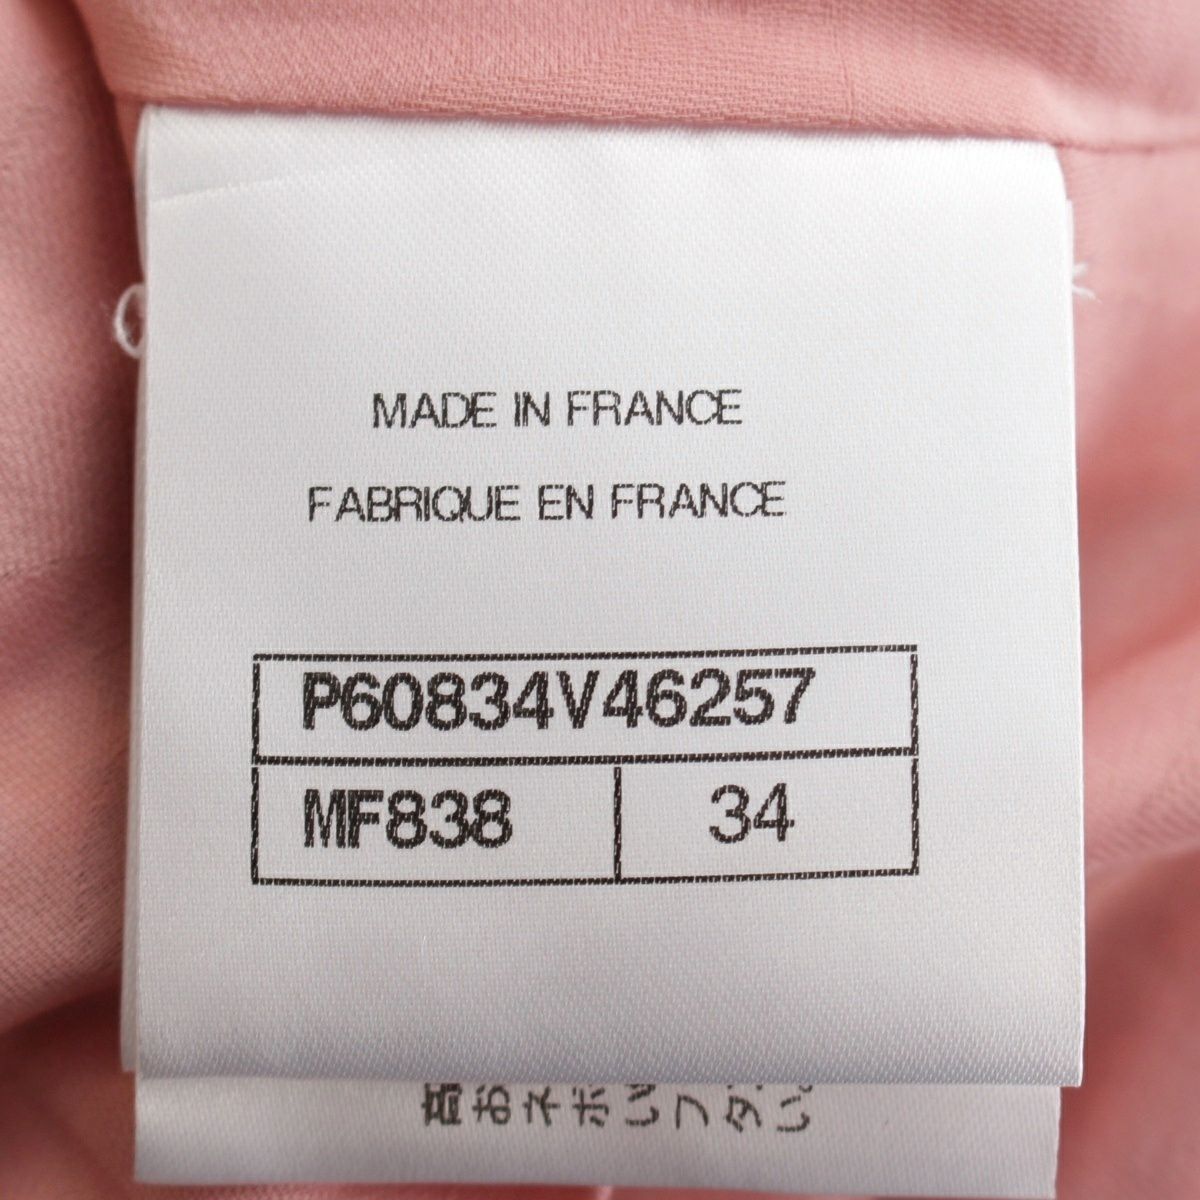 MADE IN FRANCE
FABRIQUE EN FRANCE
P60834V46257
MF838 34